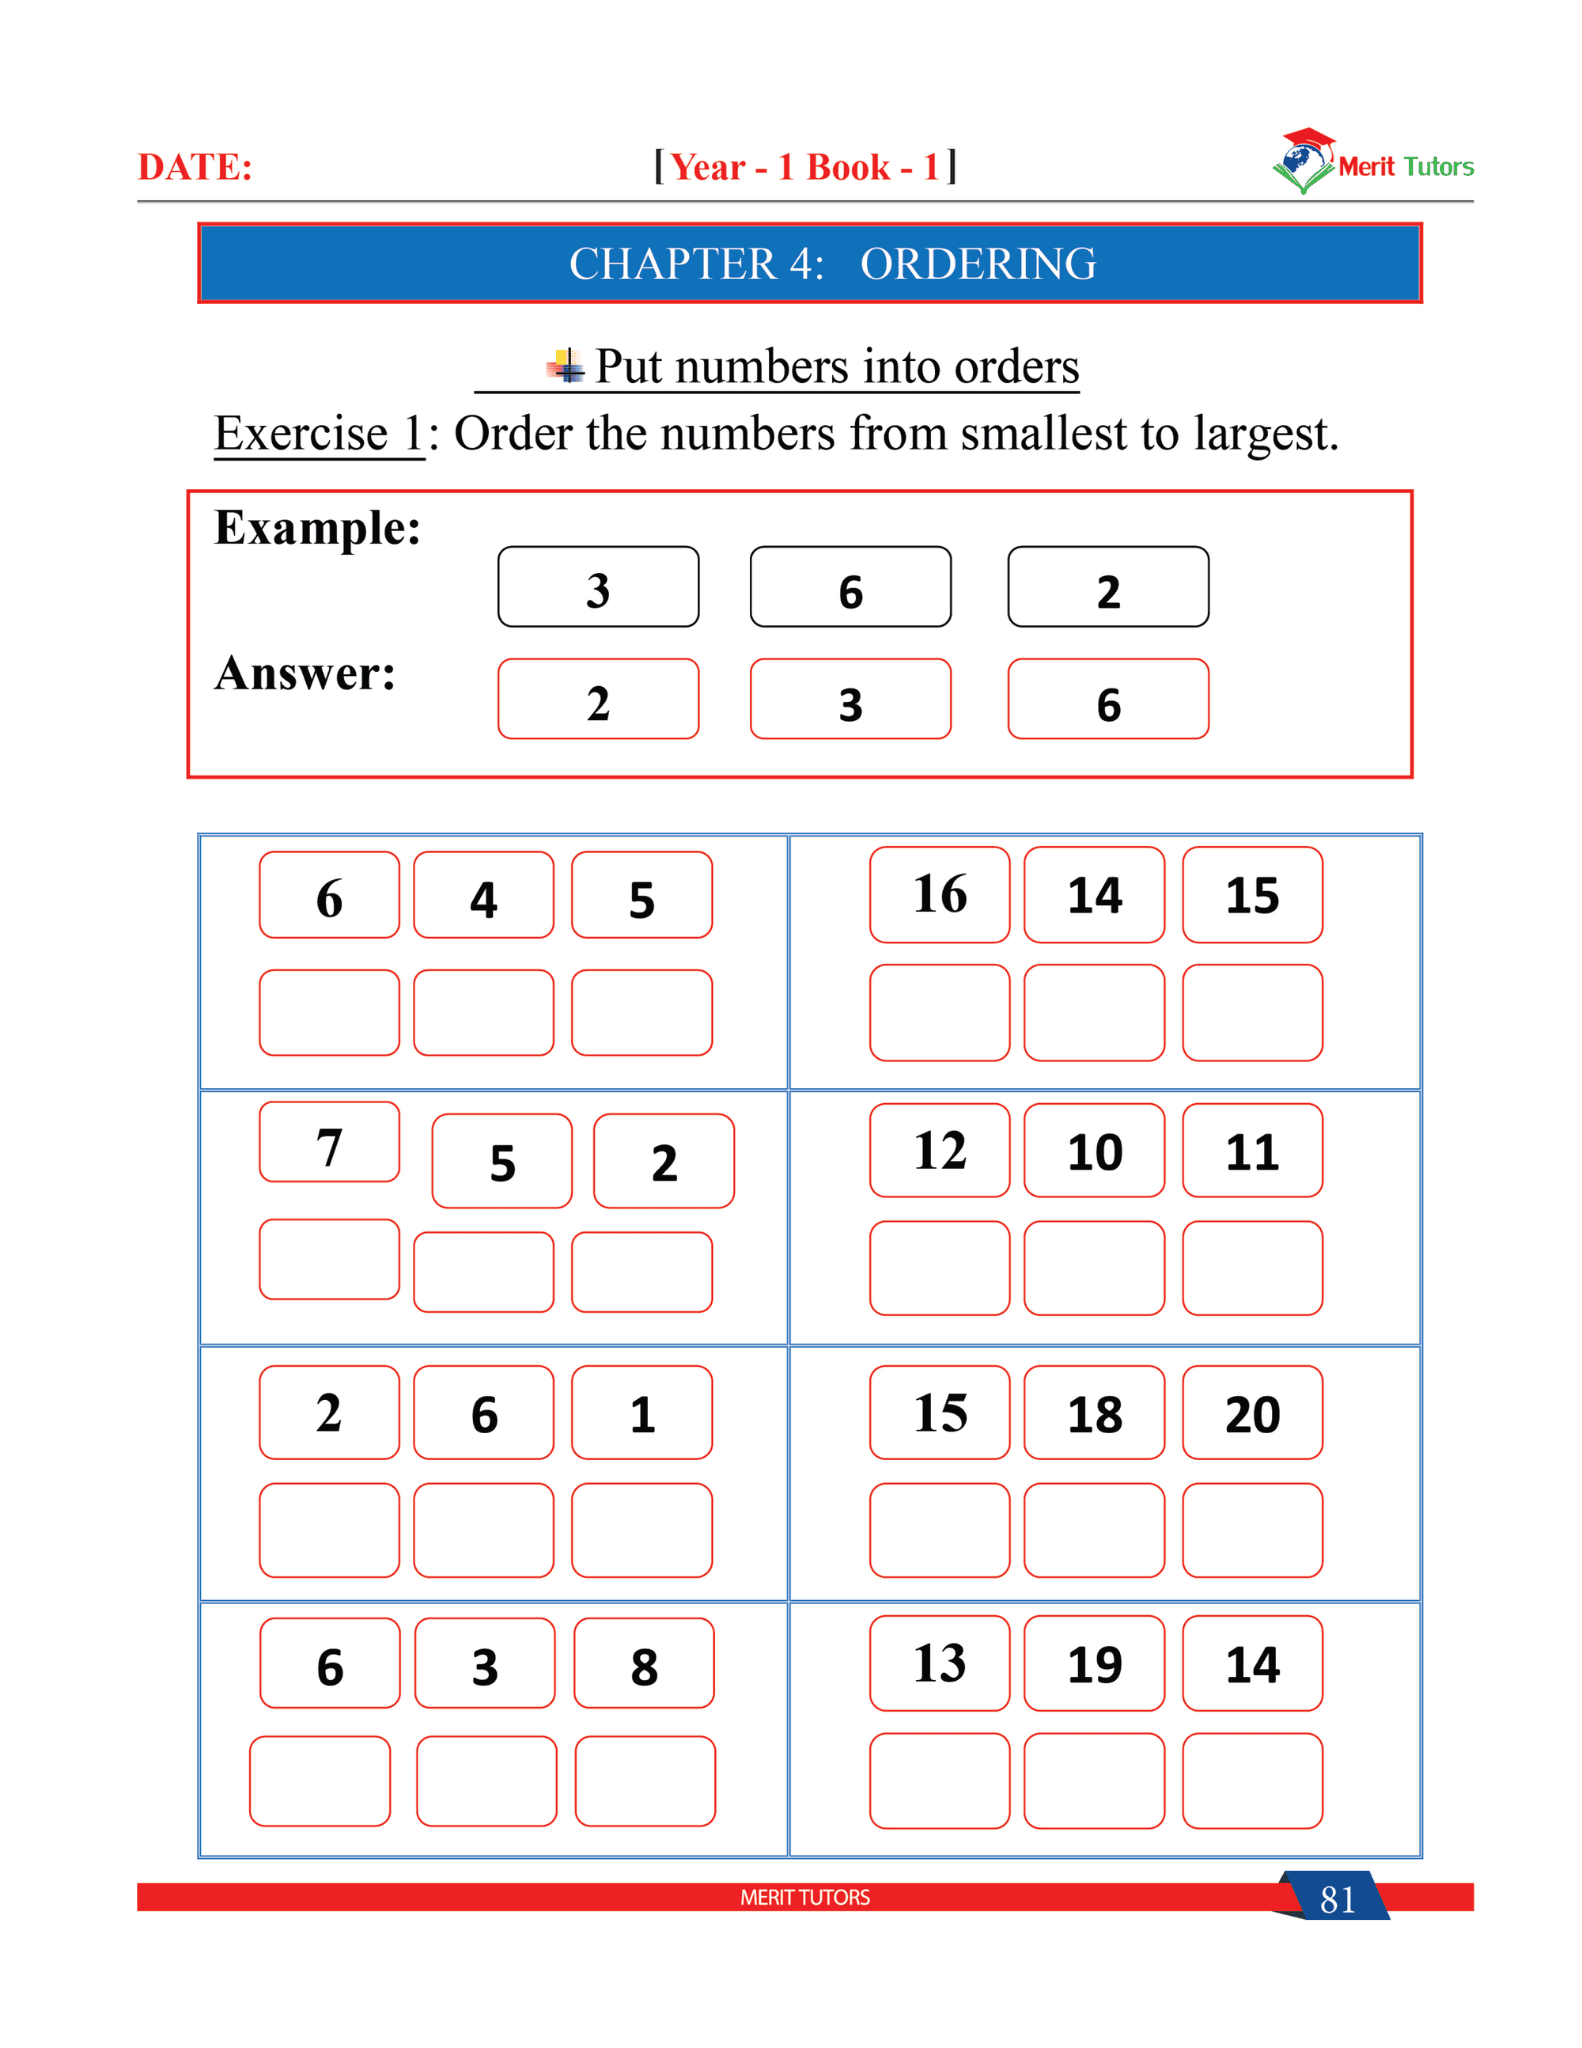 DATE:
[Year - 1 Book - 1]
Merit Tutors
CHAPTER 4: ORDERING
Put numbers into orders
Exercise 1: Order the numbers from smallest to largest.
Example:
3 6 2
Answer:
2 3 6
6 4 5
16 14 15
7 5 2
12 10 11
2 6 1
15 18 20
6 3 8
13 19 14
MERIT TUTORS
81